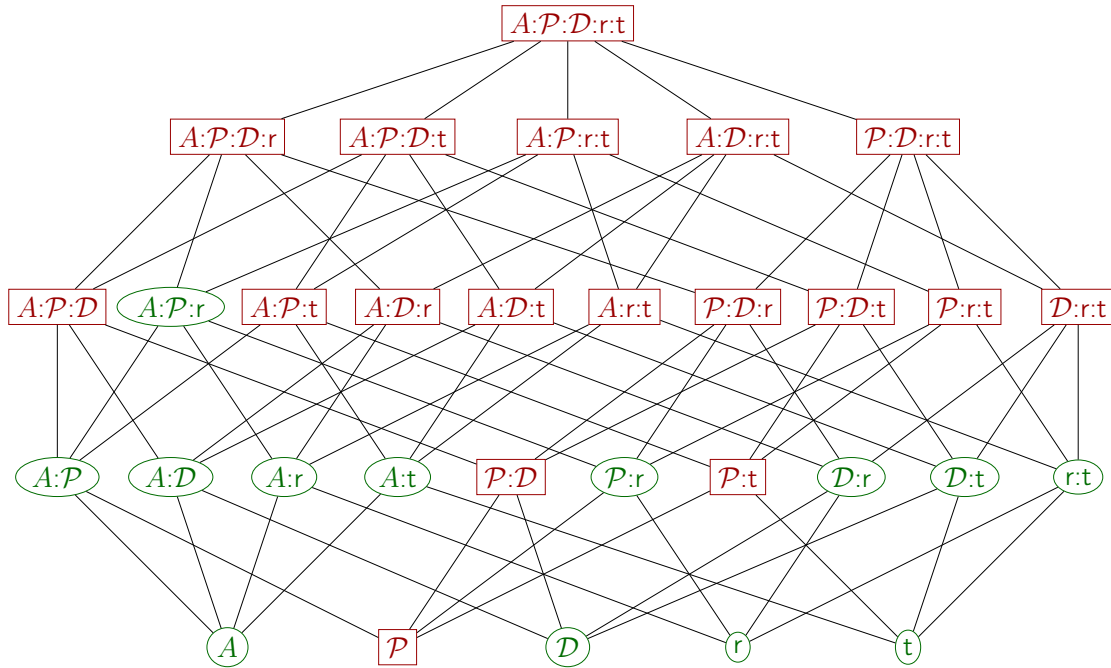 A:𝒫:𝒟:r:t
A:𝒫:𝒟:r A:𝒫:𝒟:t A:𝒫:r:t A:𝒟:r:t 𝒫:𝒟:r:t
A:𝒫:𝒟 A:𝒫:r A:𝒫:t A:𝒟:r A:𝒟:t A:r:t 𝒫:𝒟:r 𝒫:𝒟:t 𝒫:r:t 𝒟:r:t
A:𝒫 A:𝒟 A:r A:t 𝒫:𝒟 𝒫:r 𝒫:t 𝒟:r 𝒟:t r:t
A 𝒫 𝒟 r t